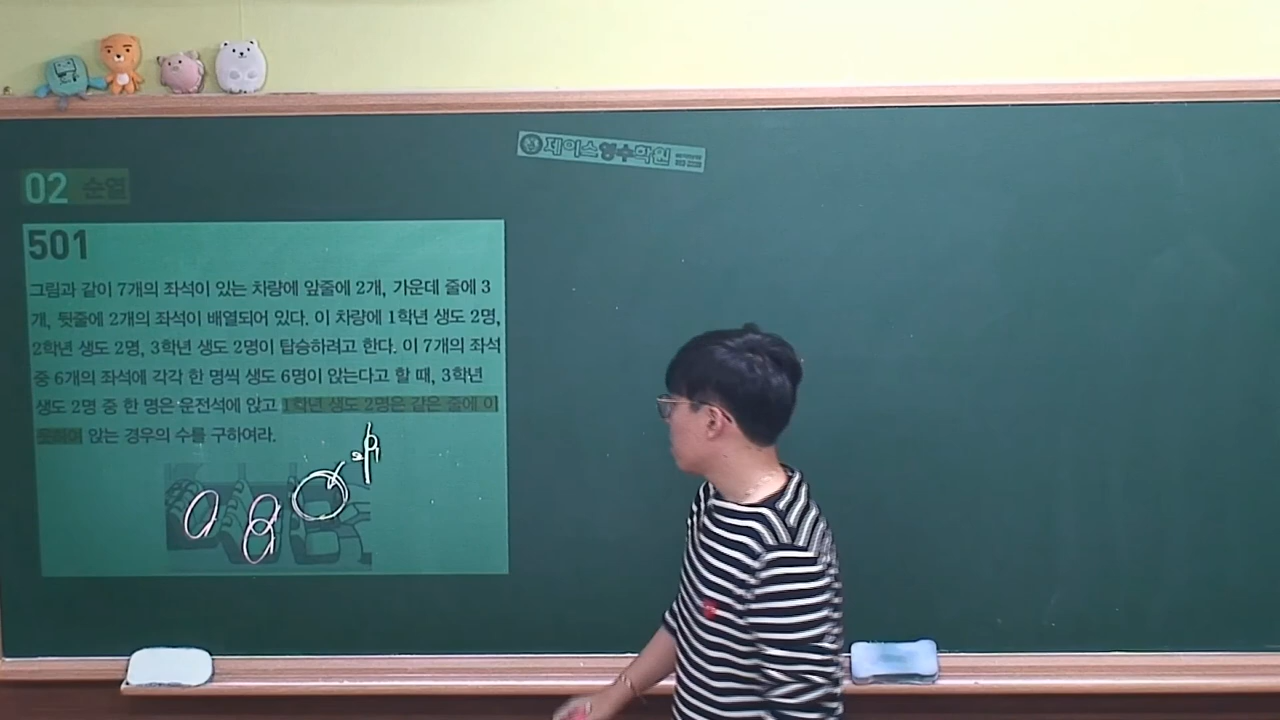 제이스영수학원
02 순열
501
그림과 같이 7개의 좌석이 있는 차량에 앞줄에 2개, 가운데 줄에 3
개, 뒷줄에 2개의 좌석이 배열되어 있다. 이 차량에 1학년 생도 2명,
2학년 생도 2명, 3학년 생도 2명이 탑승하려고 한다. 이 7개의 좌석
중 6개의 좌석에 각각 한 명씩 생도 6명이 앉는다고 할 때, 3학년
생도 2명 중 한 명은 운전석에 앉고 1학년 생도 2명은 같은 줄에 이
웃하여 앉는 경우의 수를 구하여라.
₂P₁